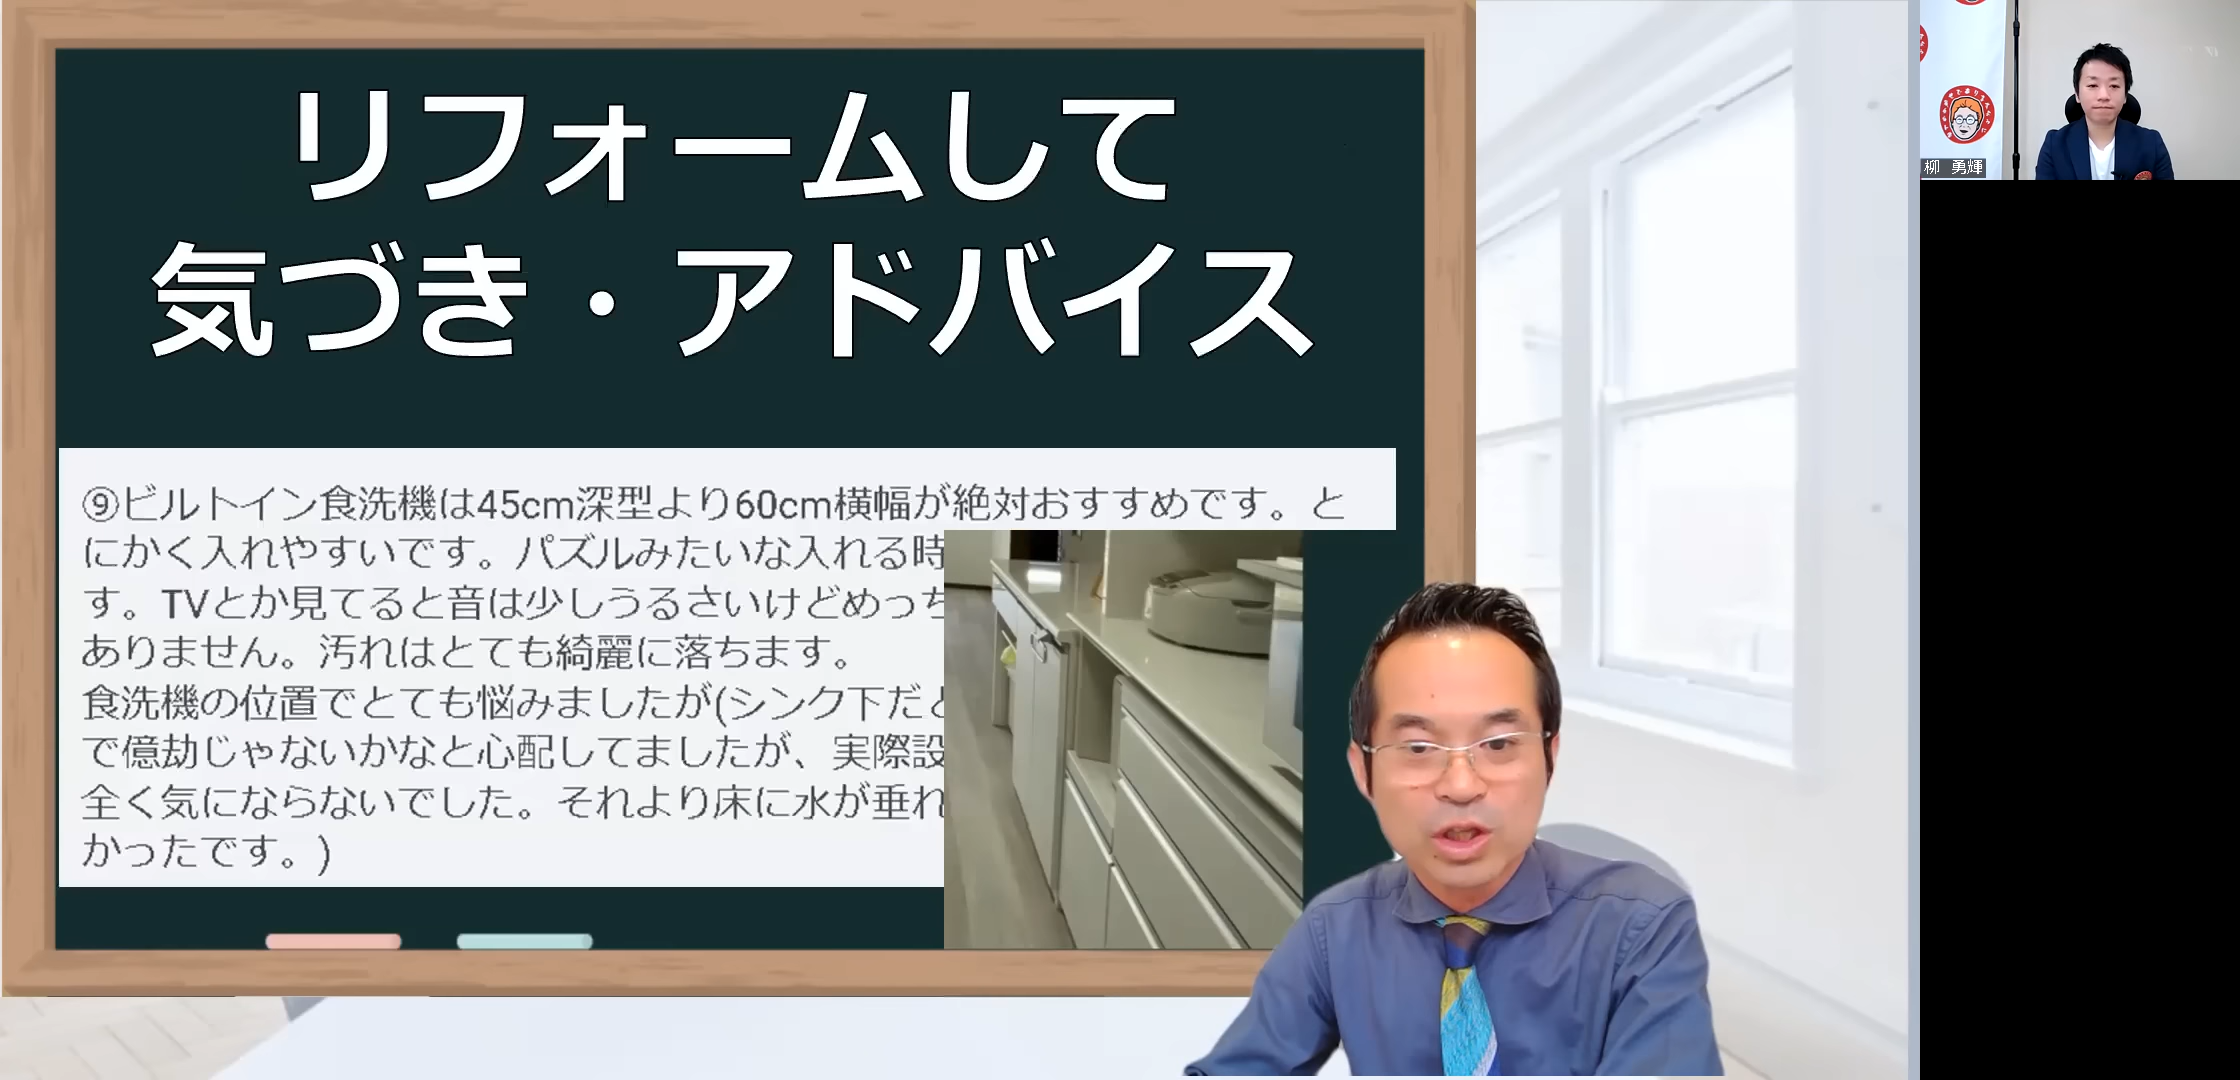 リフォームして
気づき・アドバイス
⑨ビルトイン食洗機は45cm深型より60cm横幅が絶対おすすめです。と
にかく入れやすいです。パズルみたいな入れる時
す。TVとか見てると音は少しうるさいけどめっち
ありません。汚れはとても綺麗に落ちます。
食洗機の位置でとても悩みましたが(シンク下だと
で億劫じゃないかなと心配してましたが、実際設
全く気にならないでした。それより床に水が垂れ
かったです。)
柳 勇輝